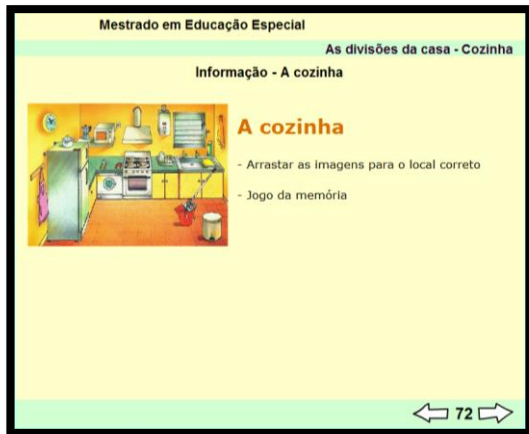 Mestrado em Educação Especial
As divisões da casa - Cozinha
Informação - A cozinha
A cozinha
- Arrastar as imagens para o local correto
- Jogo da memória
72